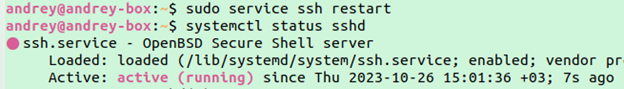 andrey@andrey-box:~$ sudo service ssh restart
andrey@andrey-box:~$ systemctl status sshd
● ssh.service - OpenBSD Secure Shell server
Loaded: loaded (/lib/systemd/system/ssh.service; enabled; vendor pr
Active: active (running) since Thu 2023-10-26 15:01:36 +03; 7s ago